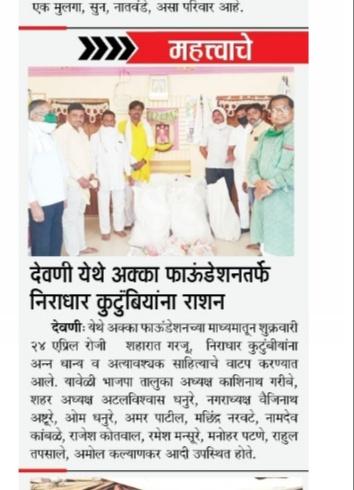 एक मुलगा, सुन, नातवंडे, असा परिवार आहे.
महत्त्वाचे
देवणी येथे अक्का फाऊंडेशनतर्फे
निराधार कुटुंबियांना राशन
देवणी: येथे अक्का फाऊंडेशनच्या माध्यमातून शुक्रवारी
२४ एप्रिल रोजी शहारात गरजू, निराधार कुटुंबीयांना
अन्न धान्य व अत्यावश्यक साहित्याचे वाटप करण्यात
आले. यावेळी भाजपा तालुका अध्यक्ष काशिनाथ गरीबे,
शहर अध्यक्ष अटलविश्वास धनुरे, नगराध्यक्ष वैजिनाथ
अष्टूरे, ओम धनुरे, अमर पाटील, मछिंद्र नरवटे, नामदेव
कांबळे, राजेश कोतवाल, रमेश मन्सूरे, मनोहर पटणे, राहुल
तपसाले, अमोल कल्याणकर आदी उपस्थित होते.